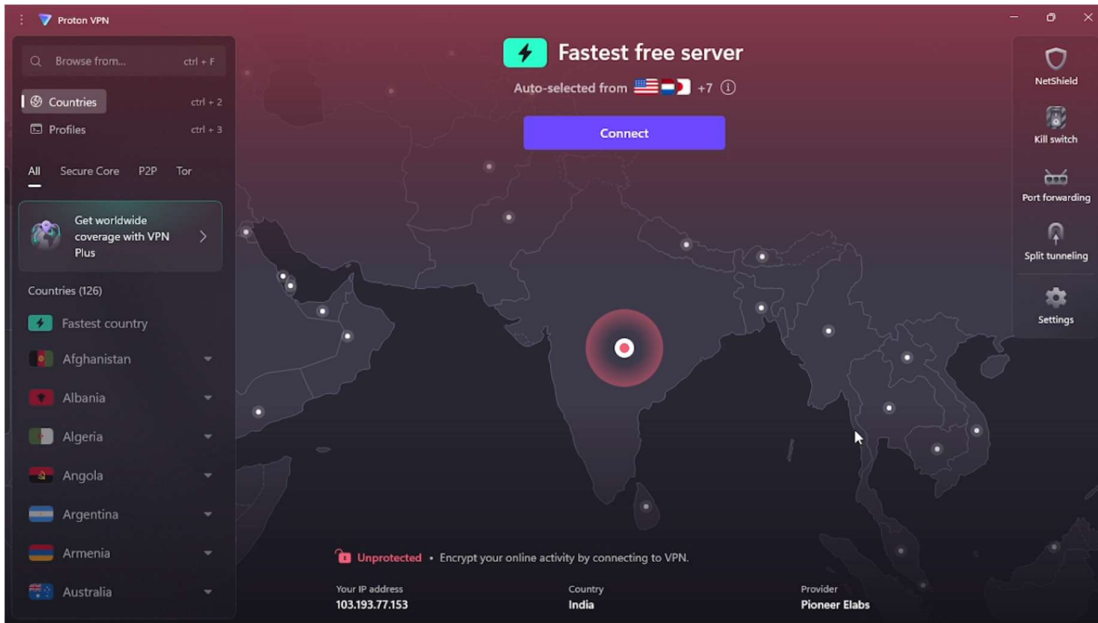 Proton VPN
Browse from... ctrl + F
Countries ctrl + 2
Profiles ctrl + 3
All Secure Core P2P Tor
Get worldwide
coverage with VPN
Plus
Countries (126)
Fastest country
Afghanistan
Albania
Algeria
Angola
Argentina
Armenia
Australia
Fastest free server
Auto-selected from +7
Connect
Unprotected • Encrypt your online activity by connecting to VPN.
Your IP address Country Provider
103.193.77.153 India Pioneer Elabs
NetShield
Kill switch
Port forwarding
Split tunneling
Settings